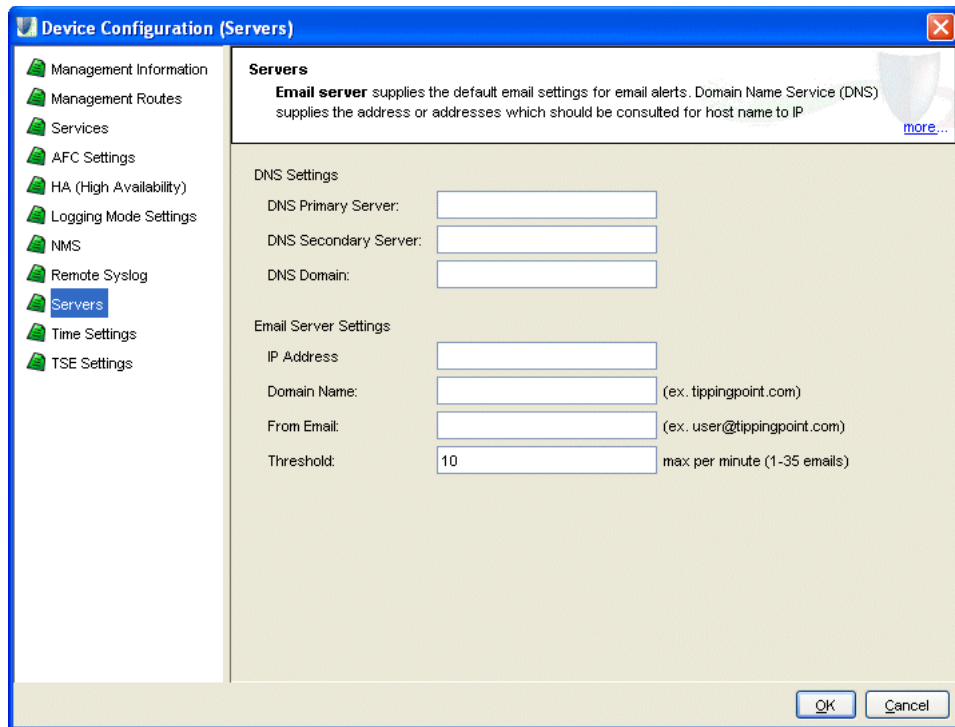 Device Configuration (Servers)
Management Information
Management Routes
Services
AFC Settings
HA (High Availability)
Logging Mode Settings
NMS
Remote Syslog
Servers
Time Settings
TSE Settings
Servers
Email server supplies the default email settings for email alerts. Domain Name Service (DNS)
supplies the address or addresses which should be consulted for host name to IP
more...
DNS Settings
DNS Primary Server:
DNS Secondary Server:
DNS Domain:
Email Server Settings
IP Address
Domain Name: (ex. tippingpoint.com)
From Email: (ex. user@tippingpoint.com)
Threshold: 10 max per minute (1-35 emails)
OK Cancel